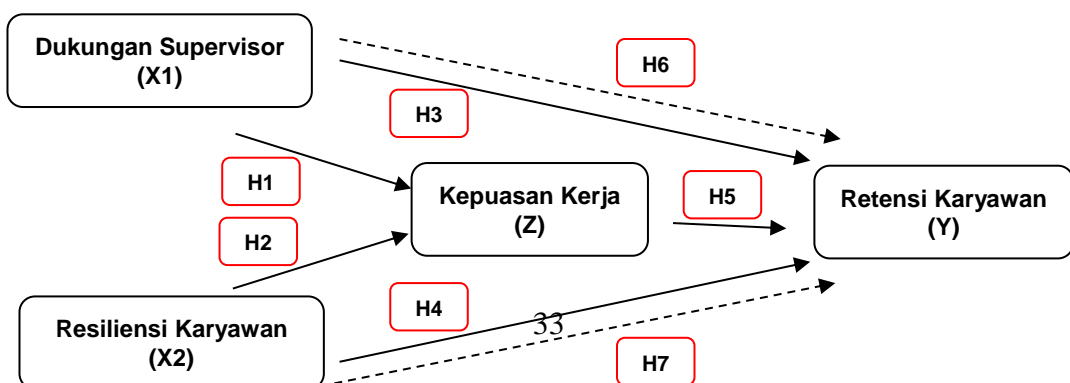 Dukungan Supervisor
(X1)
H6
H3
H1
Kepuasan Kerja
(Z)
H5
Retensi Karyawan
(Y)
H2
H4
33
Resiliensi Karyawan
(X2)
H7